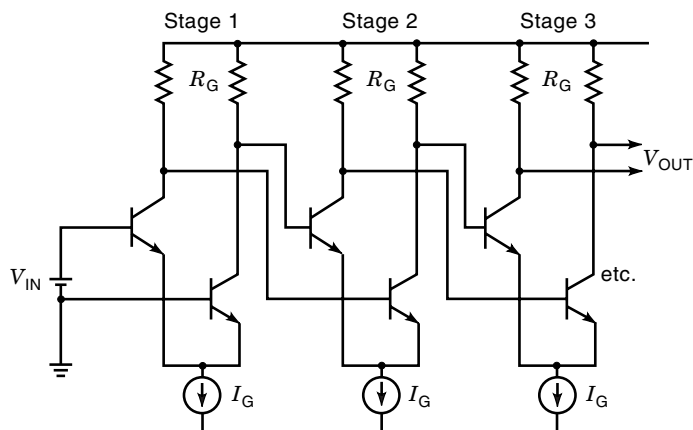 Stage 1 Stage 2 Stage 3
R_G R_G R_G
V_OUT
V_IN
etc.
I_G I_G I_G